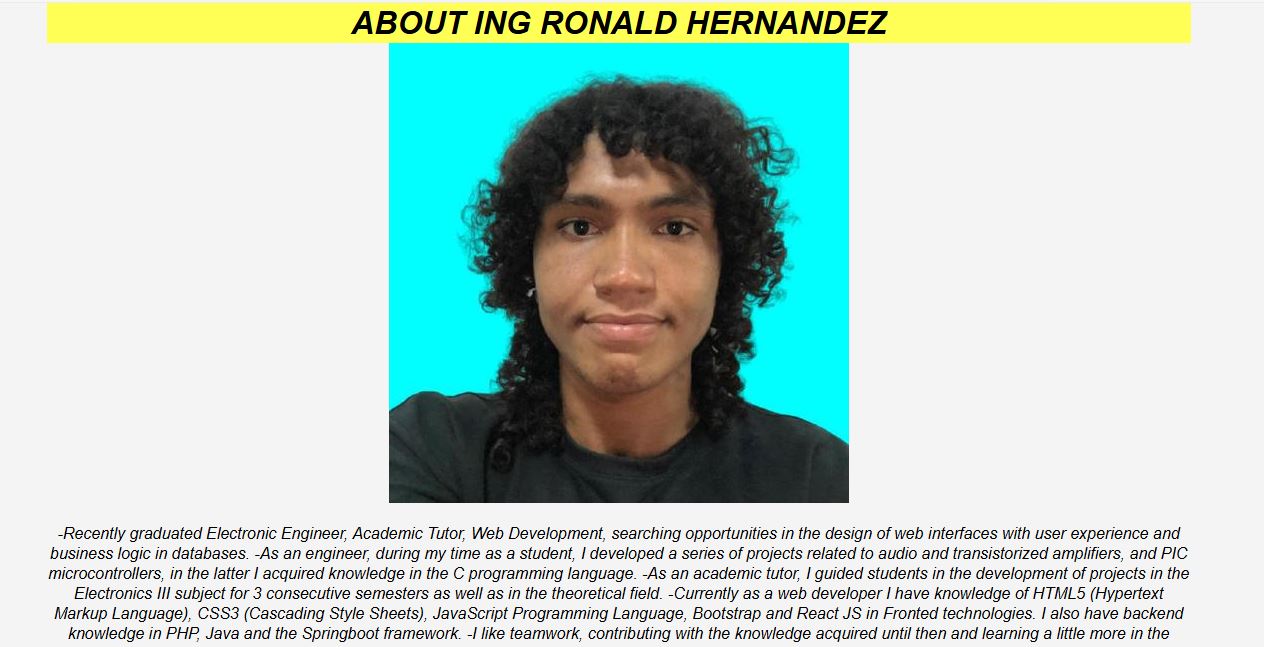 ABOUT ING RONALD HERNANDEZ
-Recently graduated Electronic Engineer, Academic Tutor, Web Development, searching opportunities in the design of web interfaces with user experience and
business logic in databases. -As an engineer, during my time as a student, I developed a series of projects related to audio and transistorized amplifiers, and PIC
microcontrollers, in the latter I acquired knowledge in the C programming language. -As an academic tutor, I guided students in the development of projects in the
Electronics III subject for 3 consecutive semesters as well as in the theoretical field. -Currently as a web developer I have knowledge of HTML5 (Hypertext
Markup Language), CSS3 (Cascading Style Sheets), JavaScript Programming Language, Bootstrap and React JS in Fronted technologies. I also have backend
knowledge in PHP, Java and the Springboot framework. -I like teamwork, contributing with the knowledge acquired until then and learning a little more in the